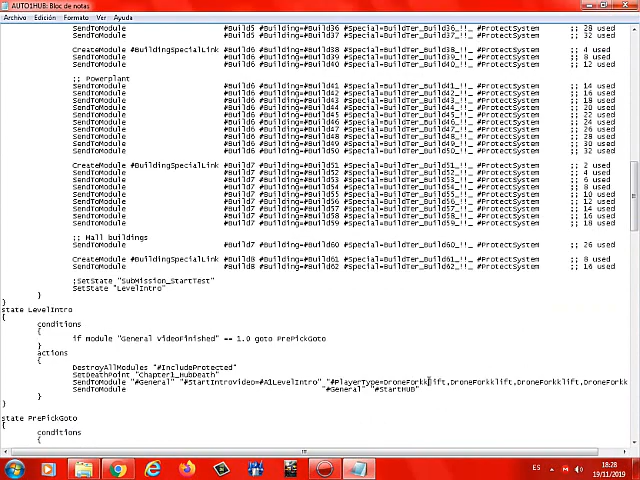 AUTO1HUB: Bloc de notas
Archivo Edición Formato Ver Ayuda
SendToModule #Build5 #Building=Build36 #Special=BuildTer_Build36_!!_ #ProtectSystem ;; 28 used
SendToModule #Build5 #Building=Build37 #Special=BuildTer_Build37_!!_ #ProtectSystem ;; 32 used
CreateModule #BuildingSpecialLink #Build6 #Building=Build38 #Special=BuildTer_Build38_!!_ #ProtectSystem ;; 4 used
SendToModule #Build6 #Building=Build39 #Special=BuildTer_Build39_!!_ #ProtectSystem ;; 8 used
SendToModule #Build6 #Building=Build40 #Special=BuildTer_Build40_!!_ #ProtectSystem ;; 12 used
;; Powerplant
SendToModule #Build6 #Building=Build41 #Special=BuildTer_Build41_!!_ #ProtectSystem ;; 14 used
SendToModule #Build6 #Building=Build42 #Special=BuildTer_Build42_!!_ #ProtectSystem ;; 16 used
SendToModule #Build6 #Building=Build43 #Special=BuildTer_Build43_!!_ #ProtectSystem ;; 18 used
SendToModule #Build6 #Building=Build44 #Special=BuildTer_Build44_!!_ #ProtectSystem ;; 20 used
SendToModule #Build6 #Building=Build45 #Special=BuildTer_Build45_!!_ #ProtectSystem ;; 22 used
SendToModule #Build6 #Building=Build46 #Special=BuildTer_Build46_!!_ #ProtectSystem ;; 24 used
SendToModule #Build6 #Building=Build47 #Special=BuildTer_Build47_!!_ #ProtectSystem ;; 26 used
SendToModule #Build6 #Building=Build48 #Special=BuildTer_Build48_!!_ #ProtectSystem ;; 28 used
SendToModule #Build6 #Building=Build49 #Special=BuildTer_Build49_!!_ #ProtectSystem ;; 30 used
SendToModule #Build6 #Building=Build50 #Special=BuildTer_Build50_!!_ #ProtectSystem ;; 32 used
CreateModule #BuildingSpecialLink #Build7 #Building=Build51 #Special=BuildTer_Build51_!!_ #ProtectSystem ;; 2 used
SendToModule #Build7 #Building=Build52 #Special=BuildTer_Build52_!!_ #ProtectSystem ;; 4 used
SendToModule #Build7 #Building=Build53 #Special=BuildTer_Build53_!!_ #ProtectSystem ;; 6 used
SendToModule #Build7 #Building=Build54 #Special=BuildTer_Build54_!!_ #ProtectSystem ;; 8 used
SendToModule #Build7 #Building=Build55 #Special=BuildTer_Build55_!!_ #ProtectSystem ;; 10 used
SendToModule #Build7 #Building=Build56 #Special=BuildTer_Build56_!!_ #ProtectSystem ;; 12 used
SendToModule #Build7 #Building=Build57 #Special=BuildTer_Build57_!!_ #ProtectSystem ;; 14 used
SendToModule #Build7 #Building=Build58 #Special=BuildTer_Build58_!!_ #ProtectSystem ;; 16 used
SendToModule #Build7 #Building=Build59 #Special=BuildTer_Build59_!!_ #ProtectSystem ;; 18 used
;; Hall buildings
SendToModule #Build7 #Building=Build60 #Special=BuildTer_Build60_!!_ #ProtectSystem ;; 26 used
CreateModule #BuildingSpecialLink #Build8 #Building=Build61 #Special=BuildTer_Build61_!!_ #ProtectSystem ;; 8 used
SendToModule #Build8 #Building=Build62 #Special=BuildTer_Build62_!!_ #ProtectSystem ;; 16 used
;SetState "SubMission_StartTest"
SetState "LevelIntro"
}
}
state LevelIntro
{
conditions
{
if module "General VideoFinished" == 1.0 goto PrePickGoto
}
actions
{
DestroyAllModules "#IncludeProtected"
SetDeathPoint "Chapter1_HubDeath"
SendToModule "#General" "#StartIntroVideo=#A1LevelIntro" "#PlayerType=DroneForkklift,DroneForkklift,DroneForkklift,DroneForkk
SendToModule "#General" "#StartHUB"
}
}
state PrePickGoto
{
conditions
{
ES
18:28
19/11/2019